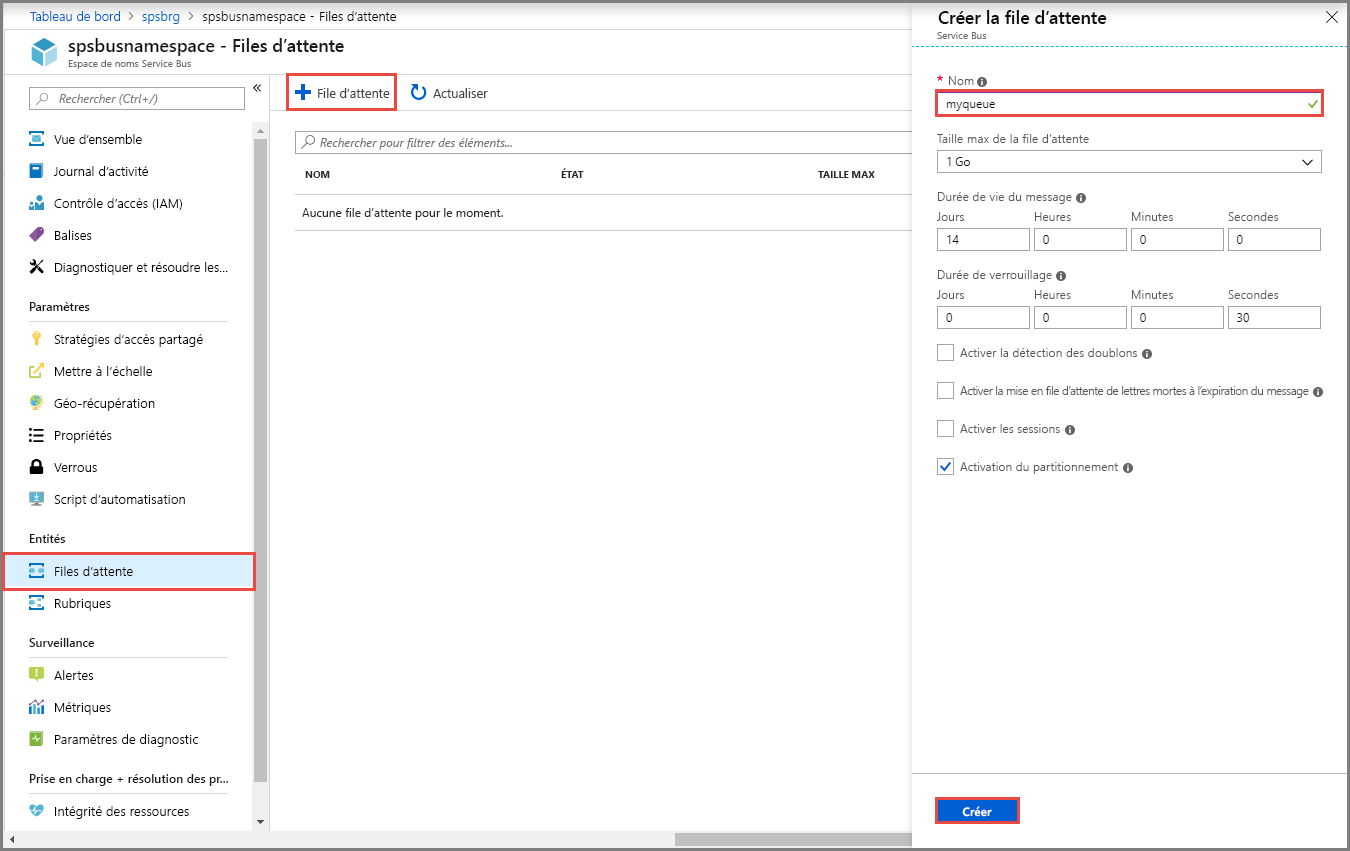 Tableau de bord > spsbrg > spsbusnamespace - Files d’attente
spsbusnamespace - Files d’attente
Espace de noms Service Bus
Rechercher (Ctrl+/)
«
Vue d’ensemble
Journal d’activité
Contrôle d’accès (IAM)
Balises
Diagnostiquer et résoudre les...
Paramètres
Stratégies d’accès partagé
Mettre à l’échelle
Géo-récupération
Propriétés
Verrous
Script d’automatisation
Entités
Files d’attente
Rubriques
Surveillance
Alertes
Métriques
Paramètres de diagnostic
Prise en charge + résolution des pr...
Intégrité des ressources
File d’attente
Actualiser
Rechercher pour filtrer des éléments...
NOM ÉTAT TAILLE MAX
Aucune file d’attente pour le moment.
Créer la file d’attente
Service Bus
* Nom
myqueue
Taille max de la file d’attente
1 Go
Durée de vie du message
Jours Heures Minutes Secondes
14 0 0 0
Durée de verrouillage
Jours Heures Minutes Secondes
0 0 0 30
Activer la détection des doublons
Activer la mise en file d’attente de lettres mortes à l’expiration du message
Activer les sessions
Activation du partitionnement
Créer